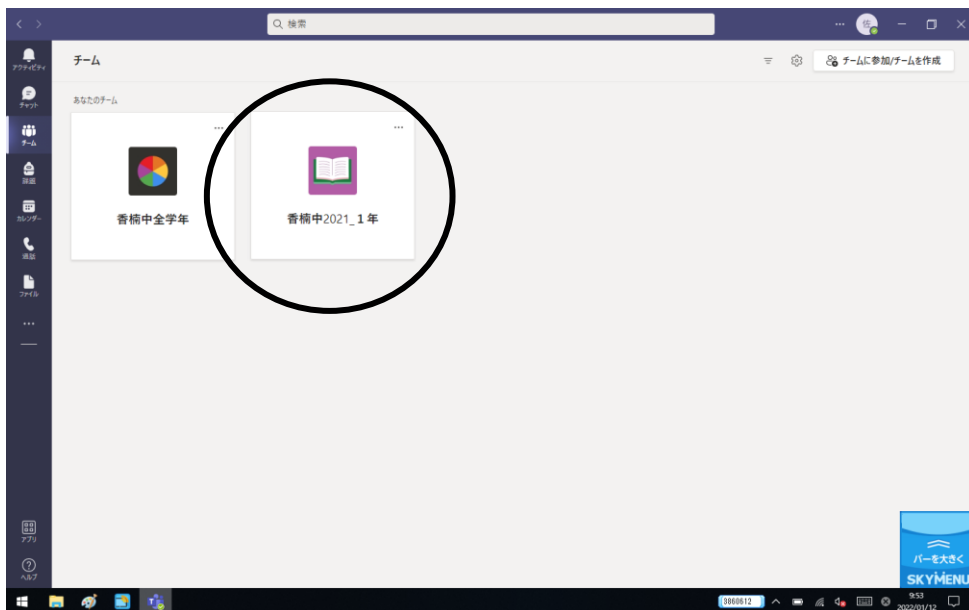 検索
佐
アクティビティ
チーム
チームに参加/チームを作成
チャット
あなたのチーム
チーム
課題
香楠中全学年
香楠中2021_１年
カレンダー
通話
ファイル
アプリ
ヘルプ
バーを大きく
SKYMENU
3860612
9:53
2022/01/12